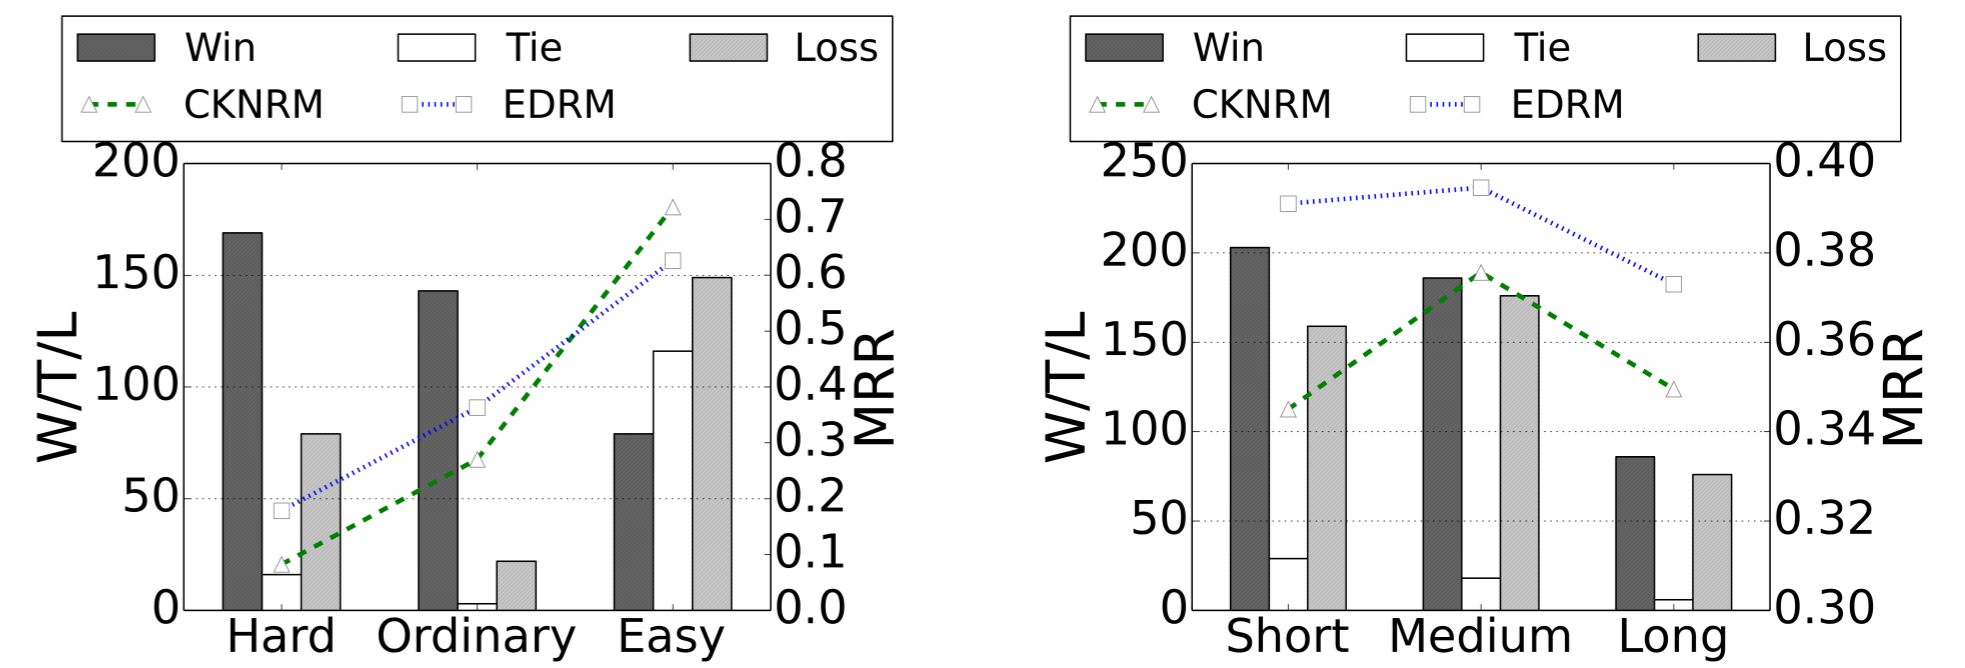 Win Tie Loss
CKNRM EDRM
200
150
100
50
0
W/T/L
0.8
0.7
0.6
0.5
0.4
0.3
0.2
0.1
0.0
MRR
Hard Ordinary Easy
Win Tie Loss
CKNRM EDRM
250
200
150
100
50
0
W/T/L
0.40
0.38
0.36
0.34
0.32
0.30
MRR
Short Medium Long